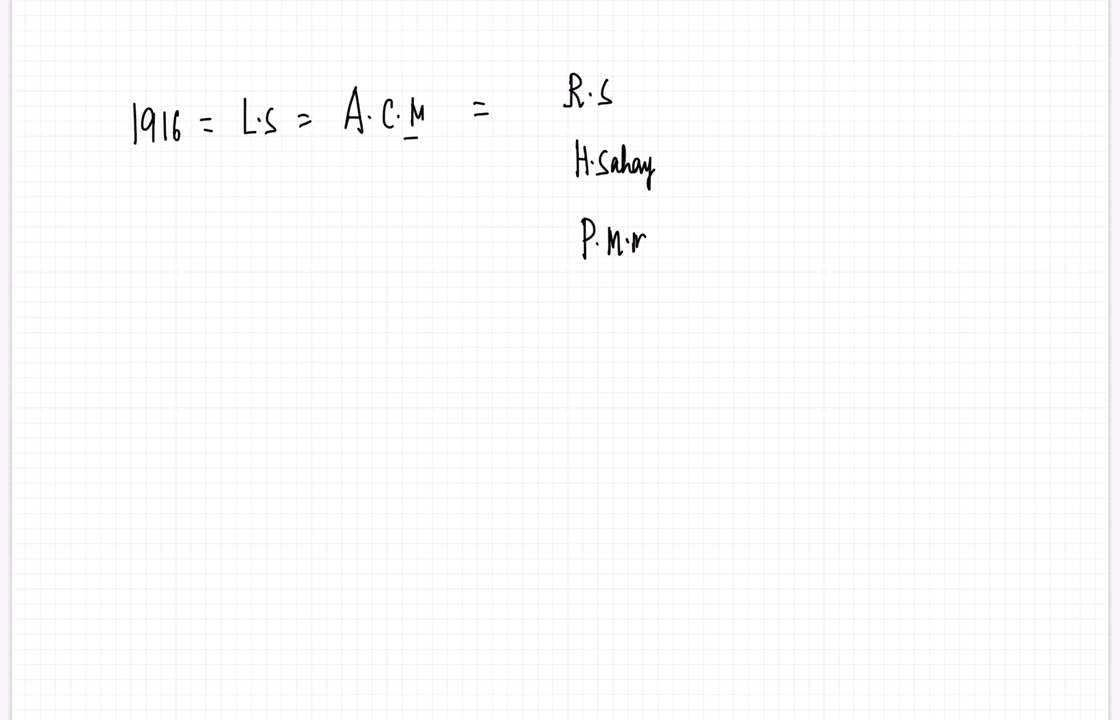 1916 = L.S = A.C.M = R.S
H.Sahay
P.M.M